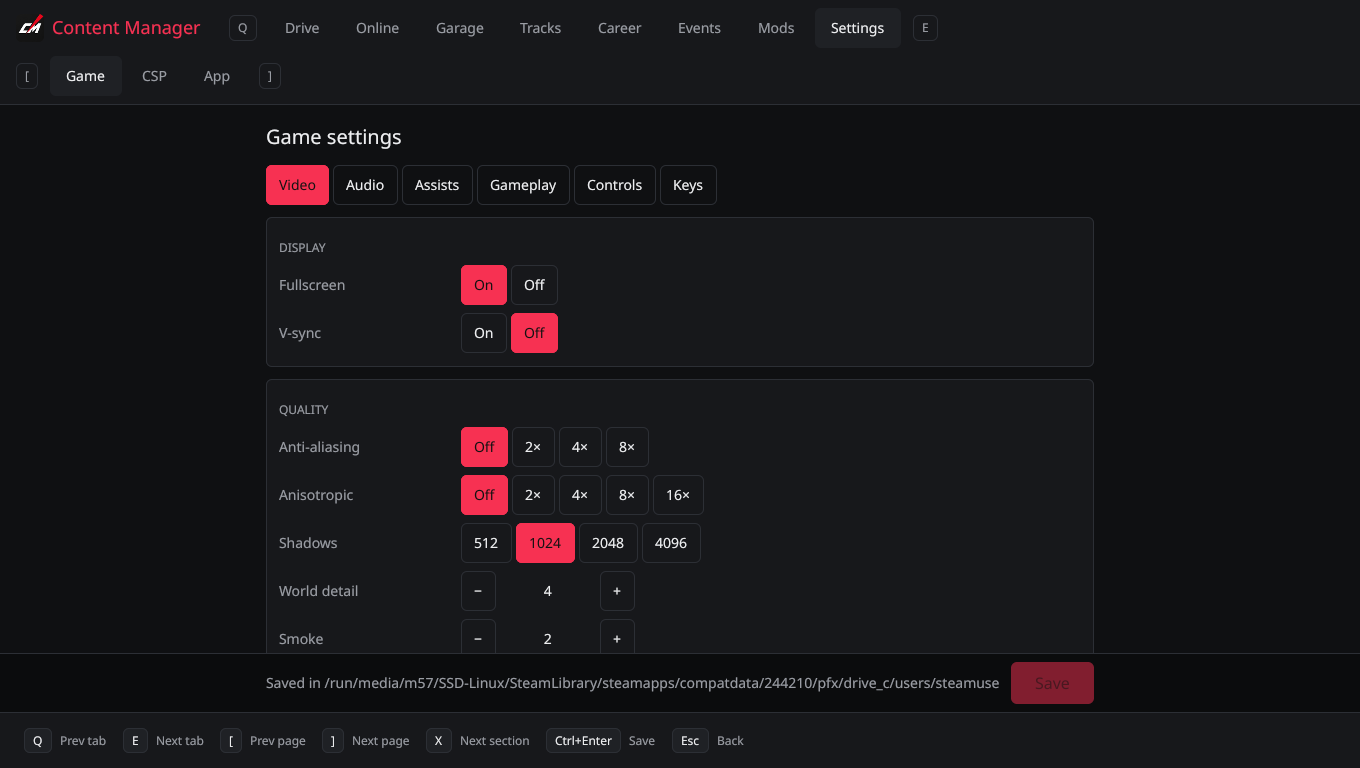 CM Content Manager Q Drive Online Garage Tracks Career Events Mods Settings E
[ Game CSP App ]
Game settings
Video Audio Assists Gameplay Controls Keys
DISPLAY
Fullscreen On Off
V-sync On Off
QUALITY
Anti-aliasing Off 2× 4× 8×
Anisotropic Off 2× 4× 8× 16×
Shadows 512 1024 2048 4096
World detail − 4 +
Smoke − 2 +
Saved in /run/media/m57/SSD-Linux/SteamLibrary/steamapps/compatdata/244210/pfx/drive_c/users/steamuse Save
Q Prev tab E Next tab [ Prev page ] Next page X Next section Ctrl+Enter Save Esc Back